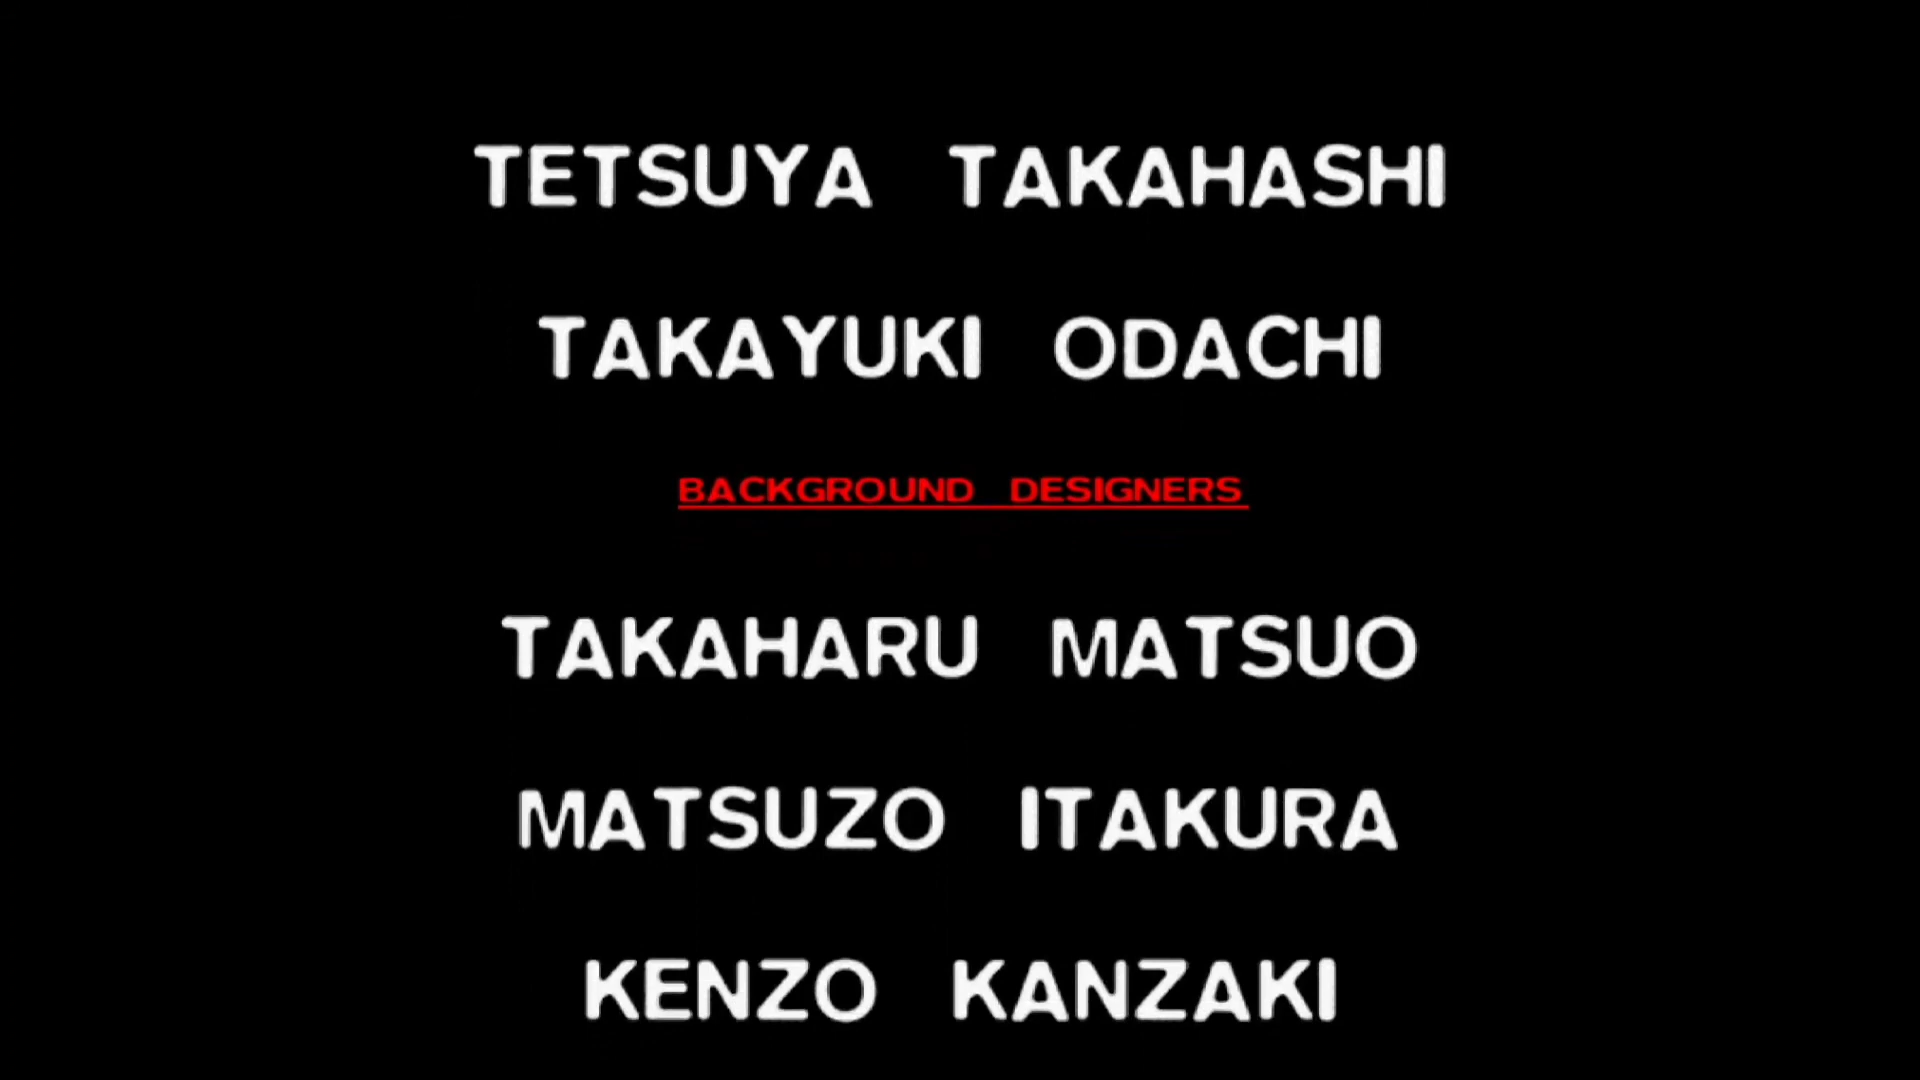 TETSUYA TAKAHASHI
TAKAYUKI ODACHI
BACKGROUND DESIGNERS
TAKAHARU MATSUO
MATSUZO ITAKURA
KENZO KANZAKI